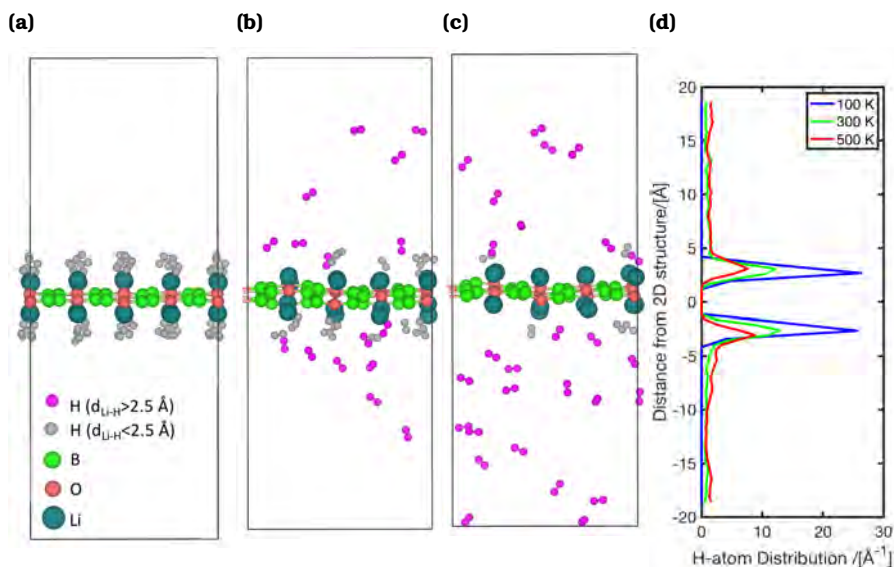 (a)
(b)
(c)
(d)
H (dLi-H>2.5 Å)
H (dLi-H<2.5 Å)
B
O
Li
100 K
300 K
500 K
20
15
10
5
0
-5
-10
-15
-20
Distance from 2D structure/[Å]
0
10
20
30
H-atom Distribution /[Å⁻¹]